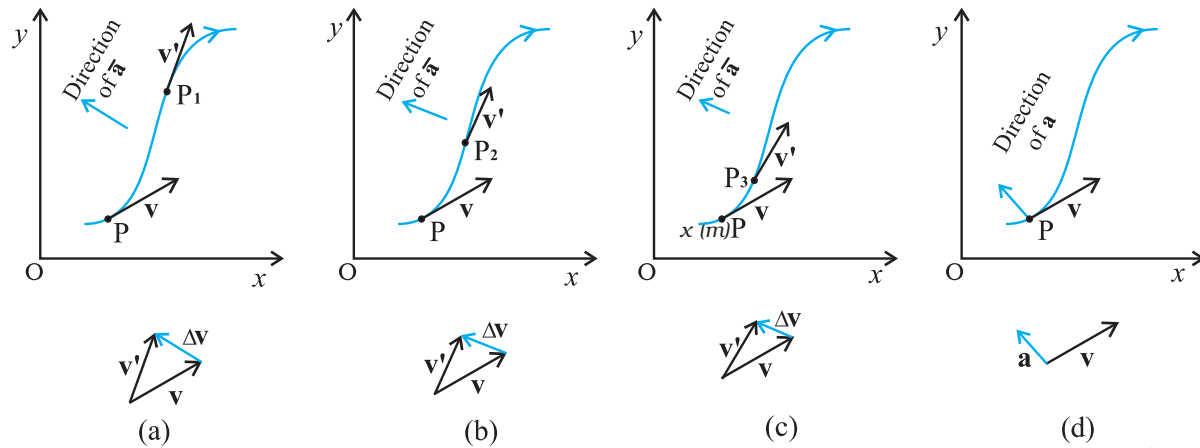 y
v'
Direction
of a̅
P₁
v
P
O
x
y
Direction
of a̅
v'
P₂
v
P
O
x
y
Direction
of a̅
v'
P₃
v
x (m)P
O
x
y
Direction
of a
v
P
O
x
Δv
v'
v
(a)
Δv
v'
v
(b)
Δv
v'
v
(c)
a
v
(d)